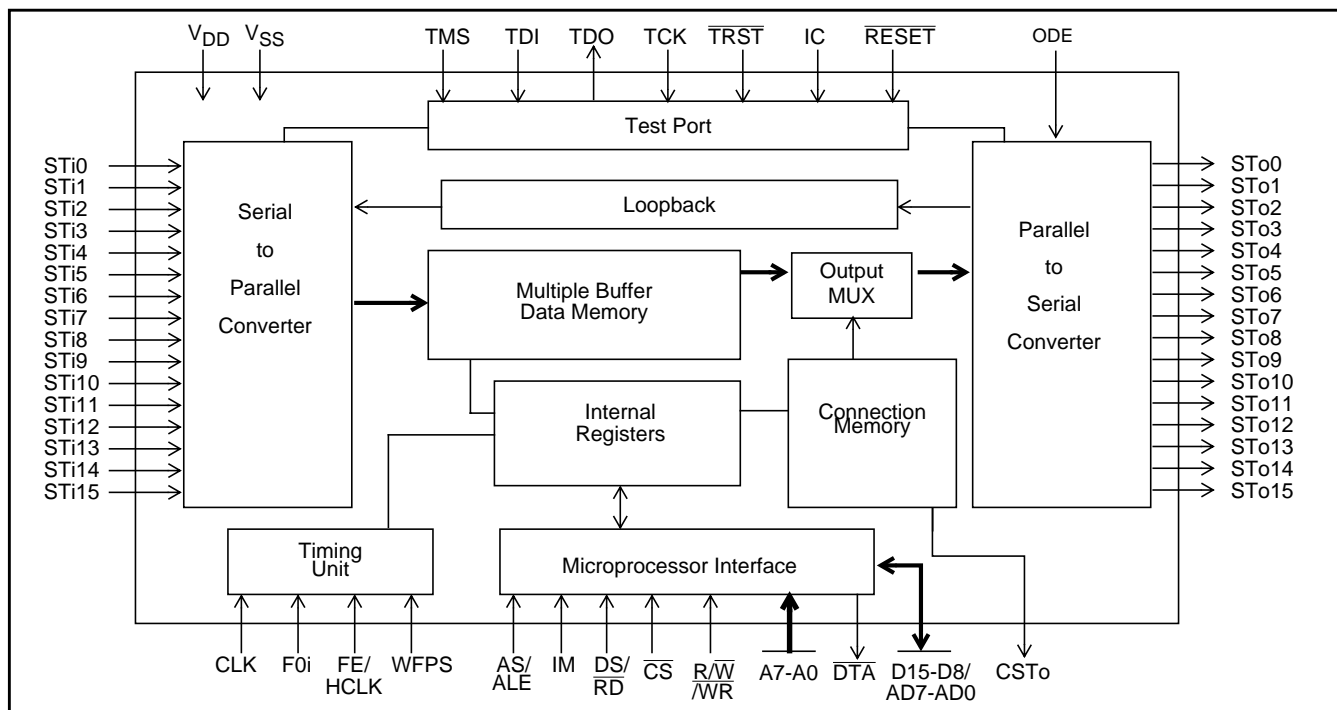 VDD
VSS
TMS
TDI
TDO
TCK
TRST
IC
RESET
ODE
Test Port
STi0
STi1
STi2
STi3
STi4
STi5
STi6
STi7
STi8
STi9
STi10
STi11
STi12
STi13
STi14
STi15
Serial
to
Parallel
Converter
Loopback
Multiple Buffer
Data Memory
Output
MUX
Internal
Registers
Connection
Memory
Parallel
to
Serial
Converter
STo0
STo1
STo2
STo3
STo4
STo5
STo6
STo7
STo8
STo9
STo10
STo11
STo12
STo13
STo14
STo15
Timing
Unit
Microprocessor Interface
CLK
F0i
FE/
HCLK
WFPS
AS/
ALE
IM
DS/
RD
CS
R/W
/WR
A7-A0
DTA
D15-D8/
AD7-AD0
CSTo